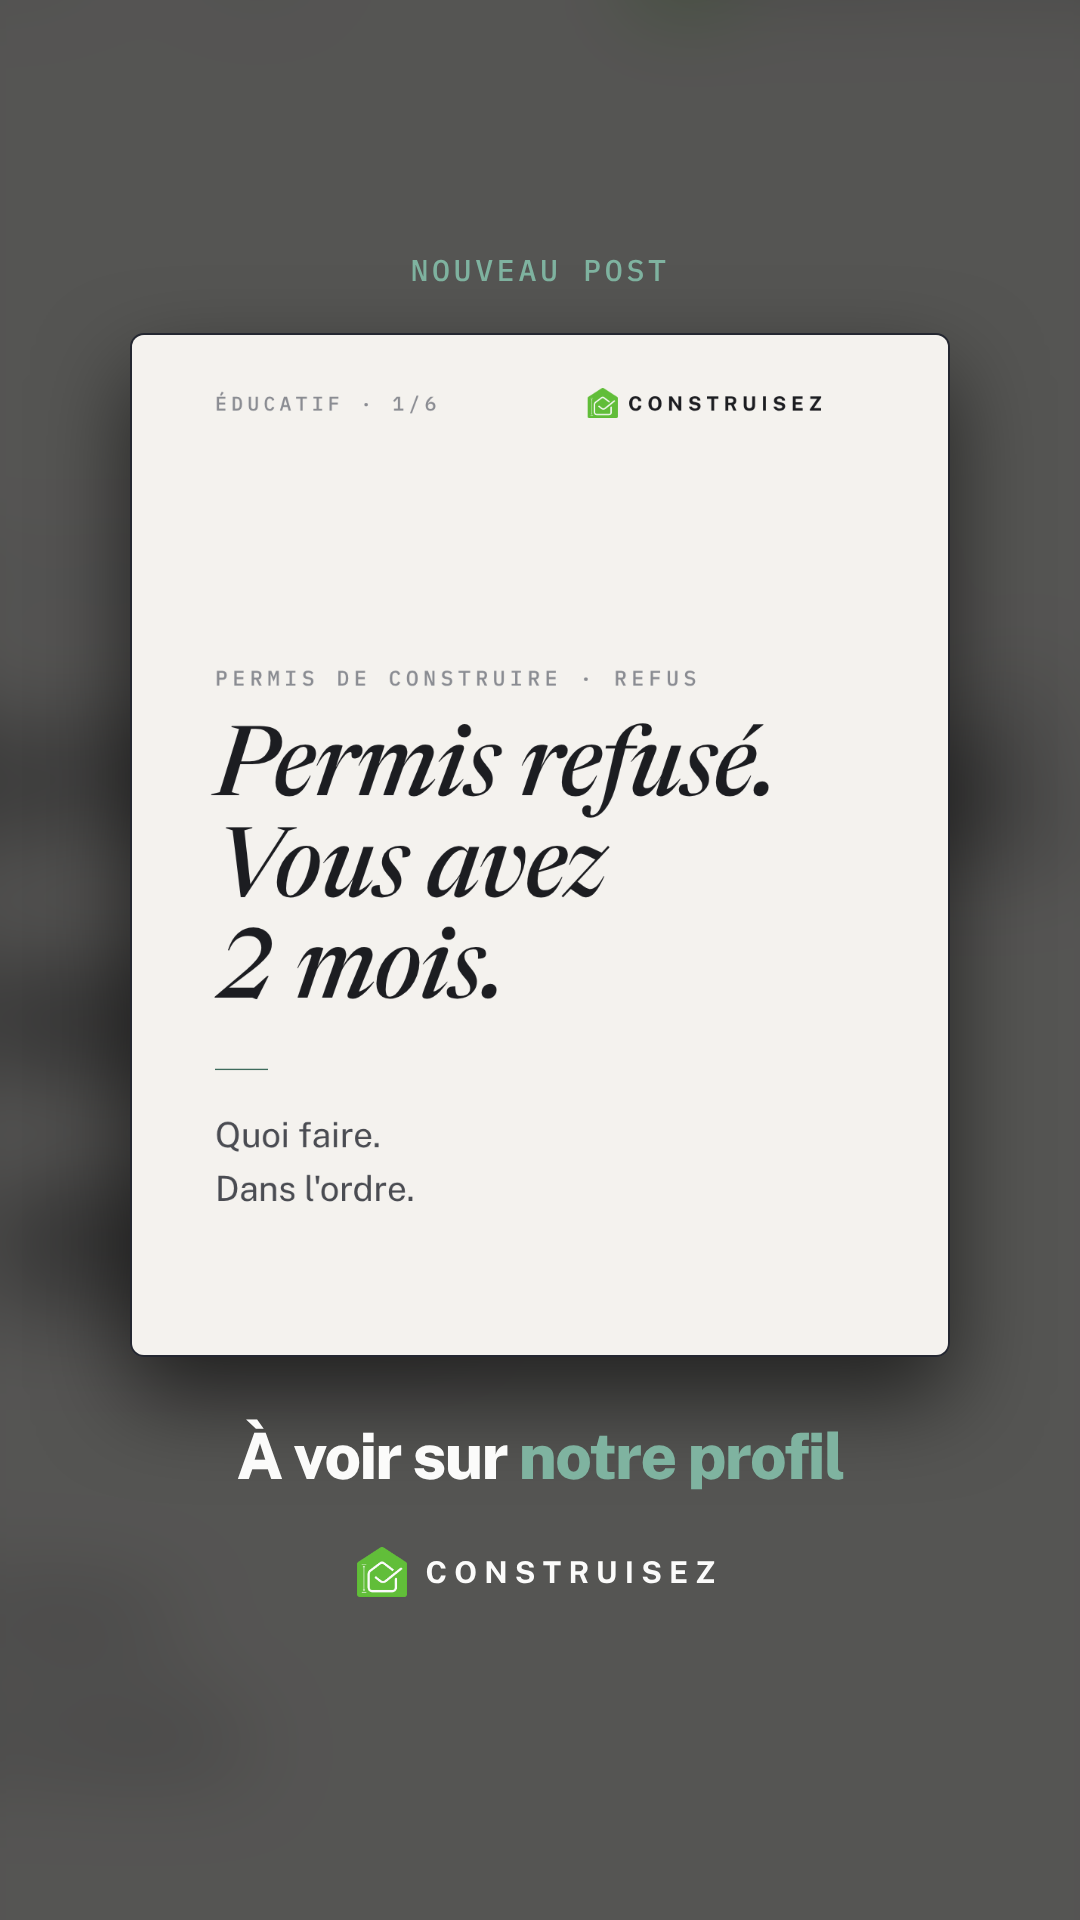 NOUVEAU POST
ÉDUCATIF · 1/6
CONSTRUISEZ
PERMIS DE CONSTRUIRE · REFUS
Permis refusé.
Vous avez
2 mois.
Quoi faire.
Dans l'ordre.
À voir sur notre profil
CONSTRUISEZ